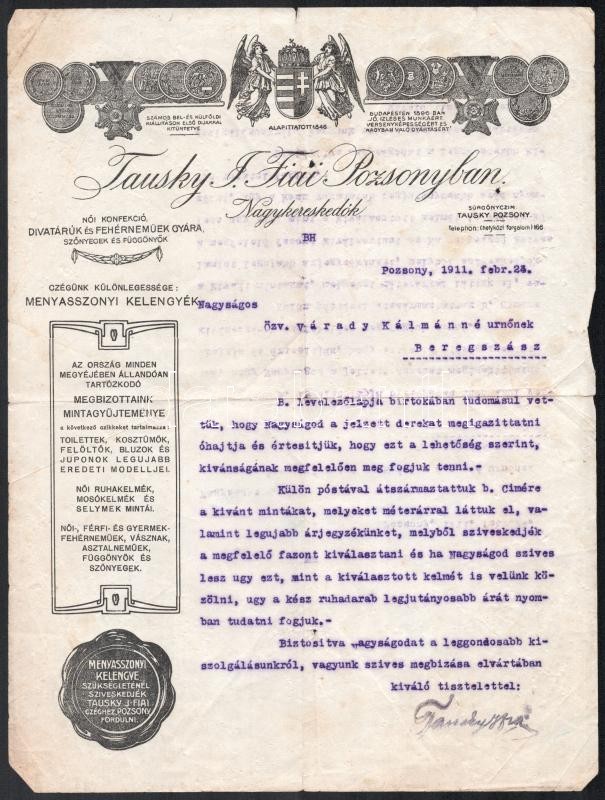 SZÁMOS BEL- ÉS KÜLFÖLDI
KIÁLLÍTÁSON ELSŐ DIJAKKAL
KITÜNTETVE
ALAPÍTTATOTT 1846
BUDAPESTEN 1896 BAN
JÓ, IZLÉSES MUNKÁÉRT
VERSENYKÉPESSÉGÉRT ÉS
NAGYBAN VALÓ GYÁRTÁSÉRT
Tausky J. Fiai Pozsonyban.
Nagykereskedők
NŐI KONFEKCIÓ,
DIVATÁRÚK ÉS FEHÉRNEMÜEK GYÁRA,
SZŐNYEGEK ÉS FÜGGÖNYÖK
SÜRGÖNYCZIM:
TAUSKY POZSONY.
Telephon: (helyközi forgalom) 166
BH
CZÉGÜNK KÜLÖNLEGESSÉGE:
MENYASSZONYI KELENGYÉK
Pozsony, 1911. febr.23.
Nagyságos
özv. V á r a d y K á l m á n n é urnőnek
B e r e g s z á s z
AZ ORSZÁG MINDEN
MEGYÉJÉBEN ÁLLANDÓAN
TARTÓZKODÓ
MEGBIZOTTAINK
MINTAGYÜJTEMÉNYE
a következő czikkeket tartalmazza:
TOILETTEK, KOSZTÜMÖK,
FELÖLTŐK, BLUZOK ÉS
JUPONOK LEGUJABB
EREDETI MODELLJEI.
NŐI RUHAKELMÉK,
MOSÓKELMÉK ÉS
SELYMEK MINTÁI.
NŐI-, FÉRFI- ÉS GYERMEK-
FEHÉRNEMÜEK, VÁSZNAK,
ASZTALNEMÜEK,
FÜGGÖNYÖK ÉS
SZŐNYEGEK.
B. levelezőlapja birtokában tudomásul vet-
tük, hogy Nagyságod a jelzett derekat megigazittatni
óhajtja és értesitjük, hogy ezt a lehetőség szerint,
kivánságának megfelelően meg fogjuk tenni.-
Külön póstával átszármaztattuk b. Cimére
a kivánt mintákat, melyeket méterárral láttuk el, va-
lamint legujabb árjegyzékünket, melyből sziveskedjék
a megfelelő fazont kiválasztani és ha Nagyságod szives
lesz ugy ezt, mint a kiválasztott kelmét is velünk kö-
zölni, ugy a kész ruhadarab legjutányosabb árát nyom-
ban tudatni fogjuk.-
Biztositva Nagyságodat a leggondosabb ki-
szolgálásunkról, vagyunk szives megbizása elvártában
kiváló tisztelettel:
MENYASSZONYI
KELENGYE
SZÜKSÉGLETÉNÉL
SZIVESKEDJÉK
TAUSKY J. FIAI
CZÉGHEZ, POZSONY
FORDULNI.